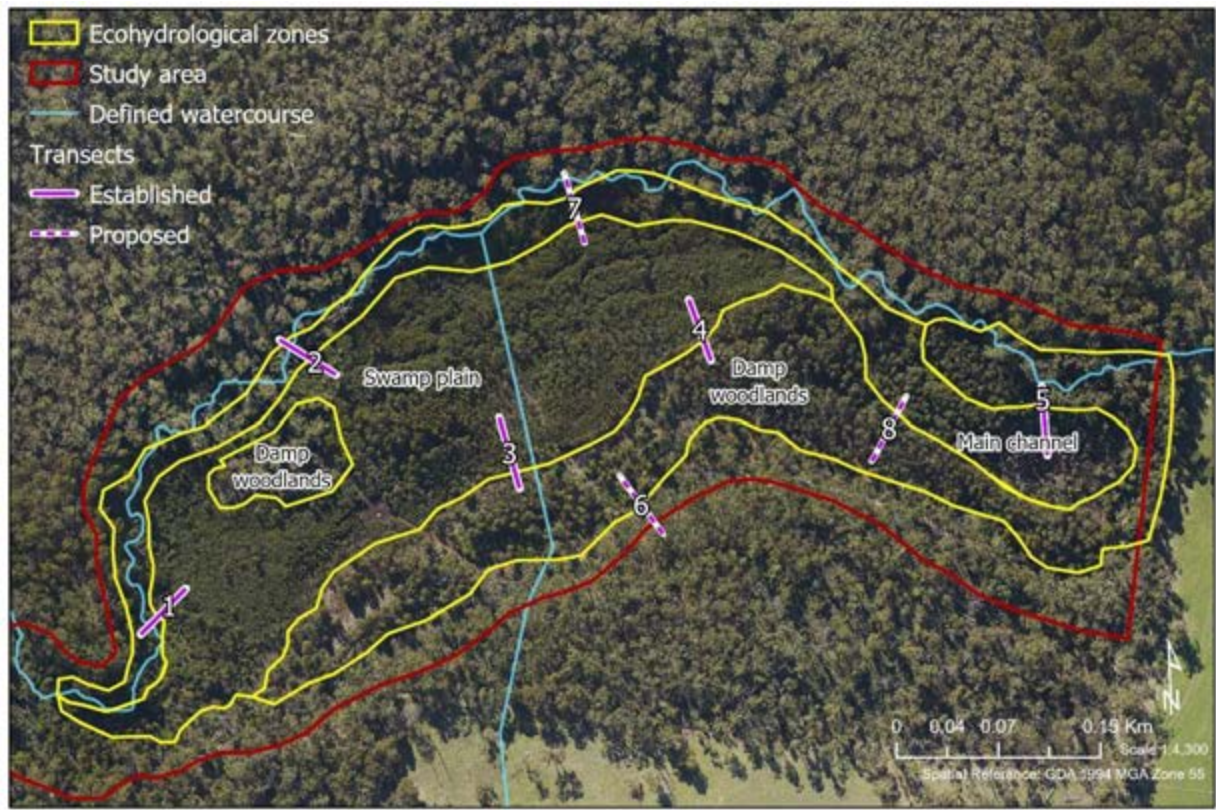 Ecohydrological zones
Study area
Defined watercourse
Transects
Established
Proposed
7
2
Swamp plain
4
Damp
woodlands
5
3
8
Main channel
Damp
woodlands
6
1
N
0 0.04 0.07 0.15 Km
Scale 1:4,300
Spatial Reference: GDA 1994 MGA Zone 55